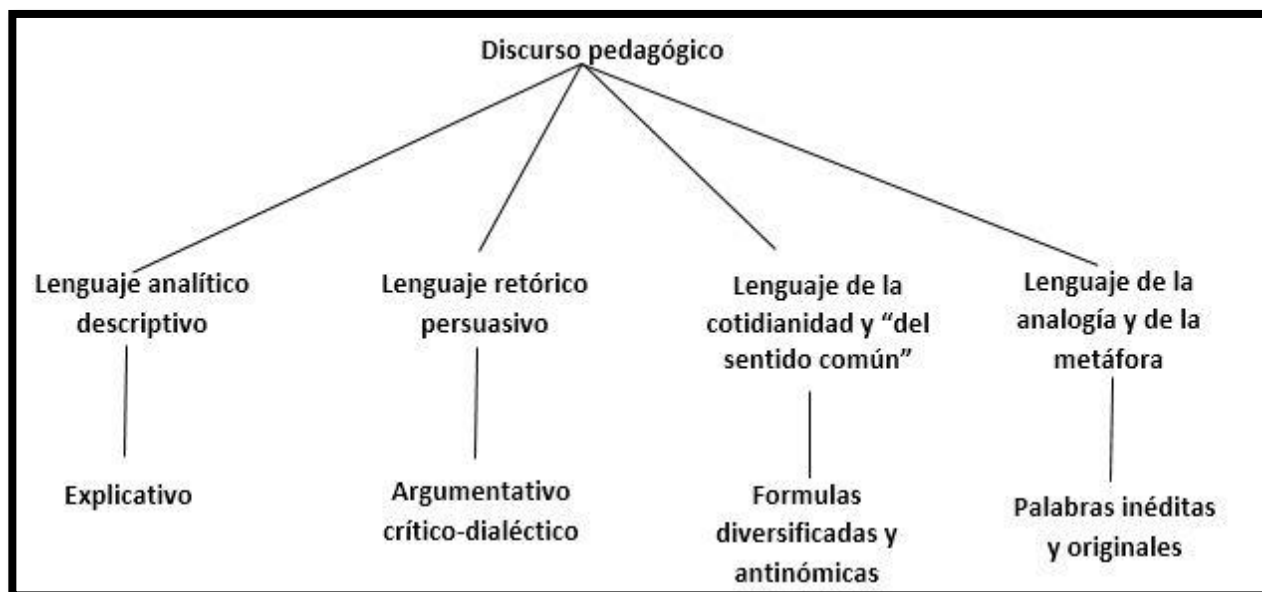 Discurso pedagógico
Lenguaje analítico
descriptivo
Lenguaje retórico
persuasivo
Lenguaje de la
cotidianidad y “del
sentido común”
Lenguaje de la
analogía y de la
metáfora
Explicativo
Argumentativo
crítico-dialéctico
Formulas
diversificadas y
antinómicas
Palabras inéditas
y originales